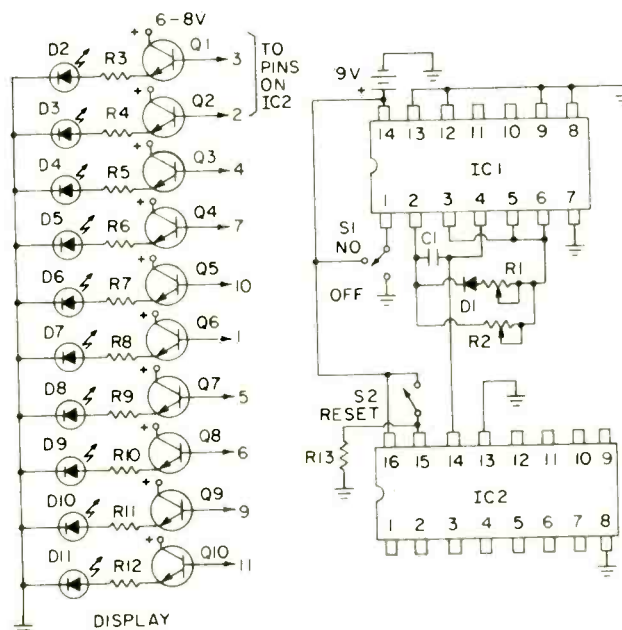 6-8V
+
D2
R3
Q1
3
TO
PINS
ON
IC2
+
D3
R4
Q2
2
+
D4
R5
Q3
4
+
D5
R6
Q4
7
+
D6
R7
Q5
10
+
D7
R8
Q6
1
+
D8
R9
Q7
5
+
D9
R10
Q8
6
+
D10
R11
Q9
9
+
D11
R12
Q10
11
DISPLAY
9V
+
14 13 12 11 10 9 8
IC1
1 2 3 4 5 6 7
S1
NO
OFF
C1
D1
R1
R2
S2
RESET
R13
16 15 14 13 12 11 10 9
IC2
1 2 3 4 5 6 7 8